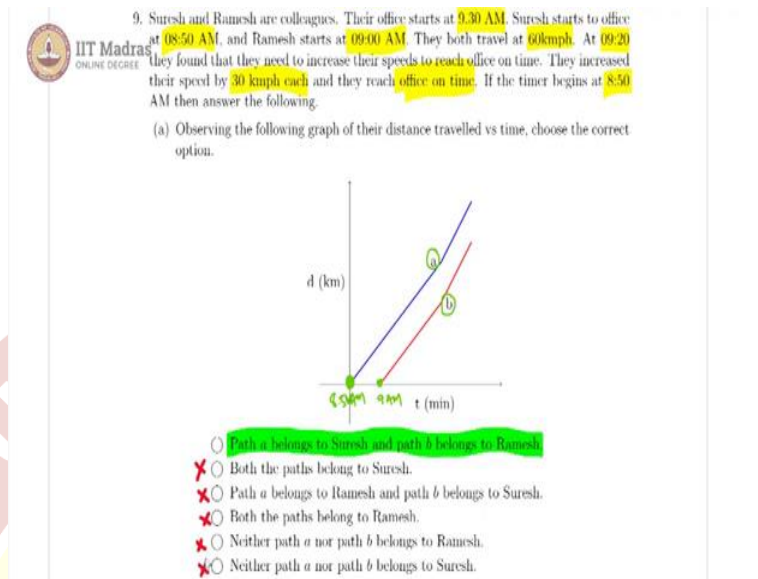 9. Suresh and Ramesh are colleagues. Their office starts at 9.30 AM. Suresh starts to office
at 08:50 AM, and Ramesh starts at 09:00 AM. They both travel at 60kmph. At 09:20
they found that they need to increase their speeds to reach office on time. They increased
their speed by 30 kmph each and they reach office on time. If the timer begins at 8:50
AM then answer the following.
IIT Madras
ONLINE DEGREE
(a) Observing the following graph of their distance travelled vs time, choose the correct
option.
a
d (km)
b
8:50AM 9AM t (min)
Path a belongs to Suresh and path b belongs to Ramesh.
Both the paths belong to Suresh.
Path a belongs to Ramesh and path b belongs to Suresh.
Both the paths belong to Ramesh.
Neither path a nor path b belongs to Ramesh.
Neither path a nor path b belongs to Suresh.